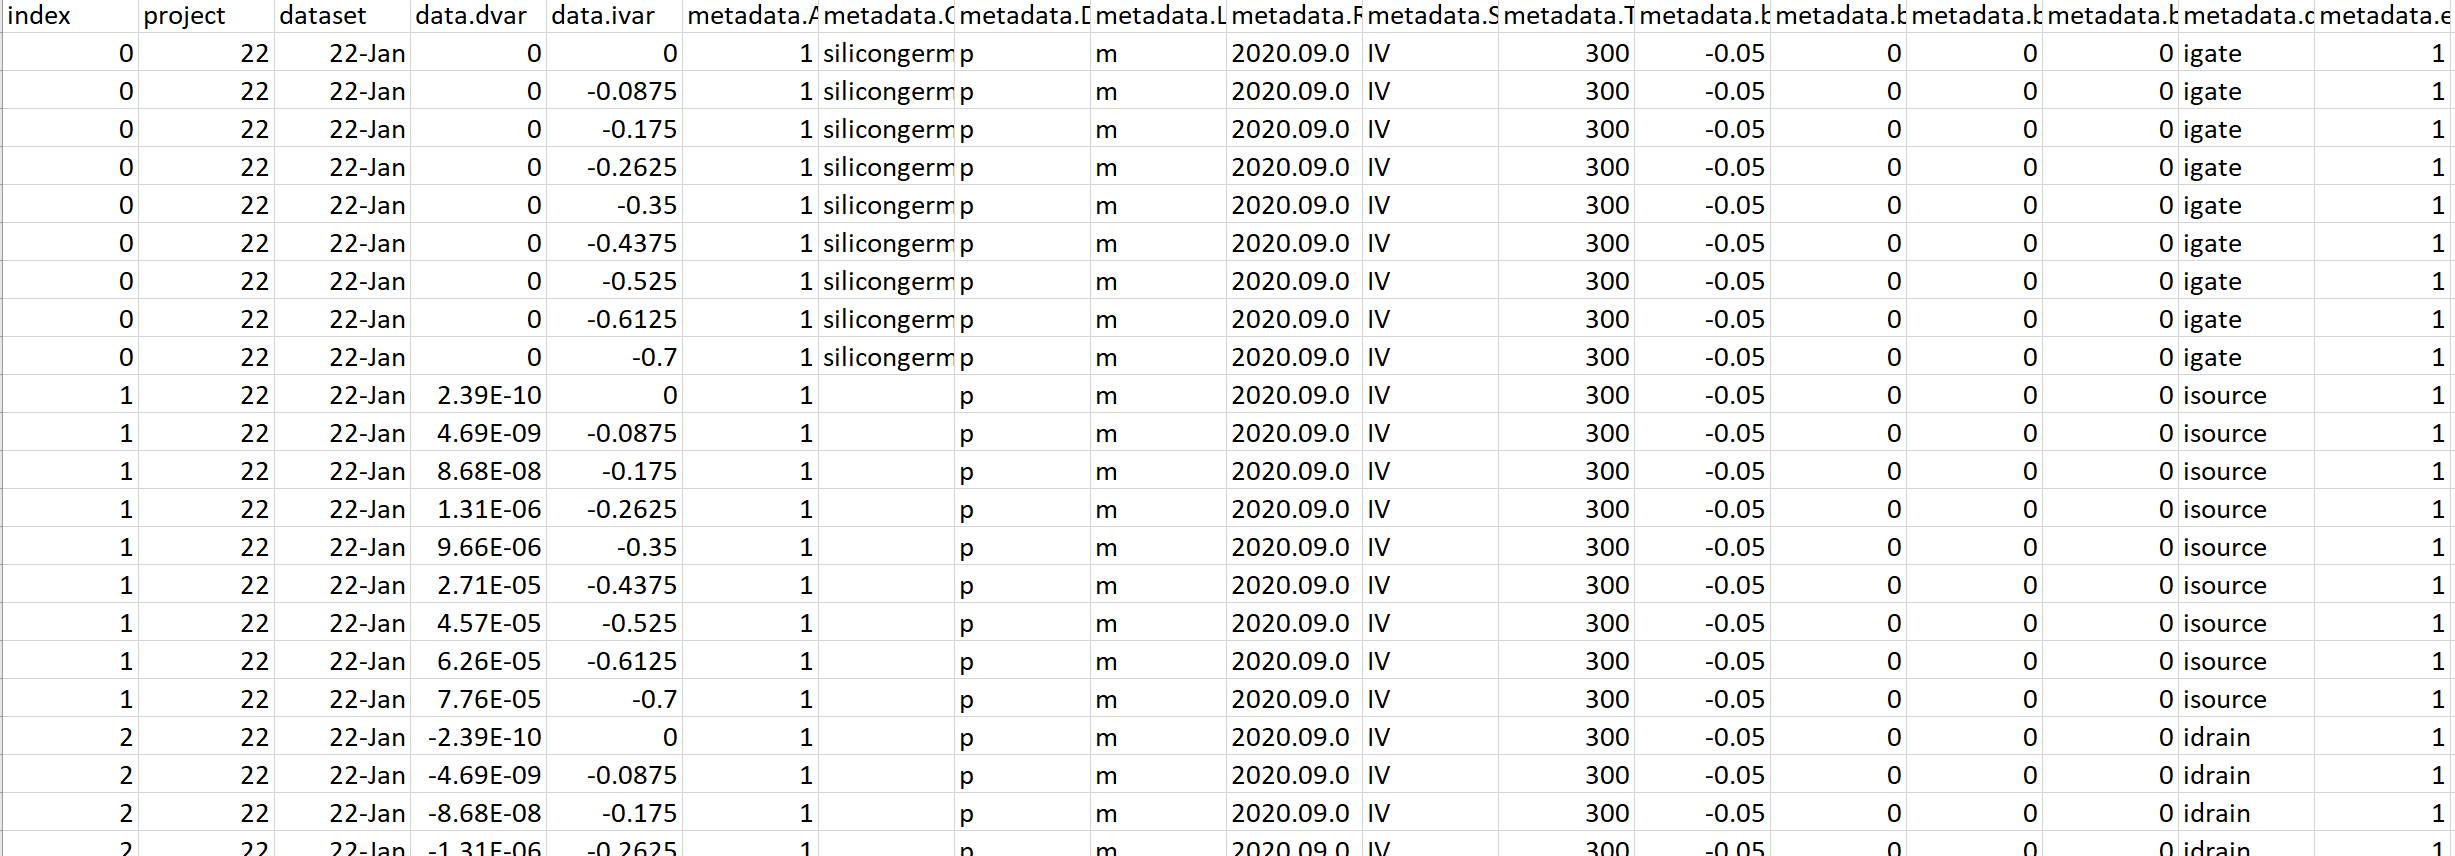 index project dataset data.dvar data.ivar metadata.A metadata.C metadata.D metadata.L metadata.R metadata.S metadata.T metadata.b metadata.b metadata.b metadata.b metadata.d metadata.e
0 22 22-Jan 0 0 1 silicongerm p m 2020.09.0 IV 300 -0.05 0 0 0 igate 1
0 22 22-Jan 0 -0.0875 1 silicongerm p m 2020.09.0 IV 300 -0.05 0 0 0 igate 1
0 22 22-Jan 0 -0.175 1 silicongerm p m 2020.09.0 IV 300 -0.05 0 0 0 igate 1
0 22 22-Jan 0 -0.2625 1 silicongerm p m 2020.09.0 IV 300 -0.05 0 0 0 igate 1
0 22 22-Jan 0 -0.35 1 silicongerm p m 2020.09.0 IV 300 -0.05 0 0 0 igate 1
0 22 22-Jan 0 -0.4375 1 silicongerm p m 2020.09.0 IV 300 -0.05 0 0 0 igate 1
0 22 22-Jan 0 -0.525 1 silicongerm p m 2020.09.0 IV 300 -0.05 0 0 0 igate 1
0 22 22-Jan 0 -0.6125 1 silicongerm p m 2020.09.0 IV 300 -0.05 0 0 0 igate 1
0 22 22-Jan 0 -0.7 1 silicongerm p m 2020.09.0 IV 300 -0.05 0 0 0 igate 1
1 22 22-Jan 2.39E-10 0 1 p m 2020.09.0 IV 300 -0.05 0 0 0 isource 1
1 22 22-Jan 4.69E-09 -0.0875 1 p m 2020.09.0 IV 300 -0.05 0 0 0 isource 1
1 22 22-Jan 8.68E-08 -0.175 1 p m 2020.09.0 IV 300 -0.05 0 0 0 isource 1
1 22 22-Jan 1.31E-06 -0.2625 1 p m 2020.09.0 IV 300 -0.05 0 0 0 isource 1
1 22 22-Jan 9.66E-06 -0.35 1 p m 2020.09.0 IV 300 -0.05 0 0 0 isource 1
1 22 22-Jan 2.71E-05 -0.4375 1 p m 2020.09.0 IV 300 -0.05 0 0 0 isource 1
1 22 22-Jan 4.57E-05 -0.525 1 p m 2020.09.0 IV 300 -0.05 0 0 0 isource 1
1 22 22-Jan 6.26E-05 -0.6125 1 p m 2020.09.0 IV 300 -0.05 0 0 0 isource 1
1 22 22-Jan 7.76E-05 -0.7 1 p m 2020.09.0 IV 300 -0.05 0 0 0 isource 1
2 22 22-Jan -2.39E-10 0 1 p m 2020.09.0 IV 300 -0.05 0 0 0 idrain 1
2 22 22-Jan -4.69E-09 -0.0875 1 p m 2020.09.0 IV 300 -0.05 0 0 0 idrain 1
2 22 22-Jan -8.68E-08 -0.175 1 p m 2020.09.0 IV 300 -0.05 0 0 0 idrain 1
2 22 22-Jan -1.31E-06 -0.2625 1 p m 2020.09.0 IV 300 -0.05 0 0 0 idrain 1